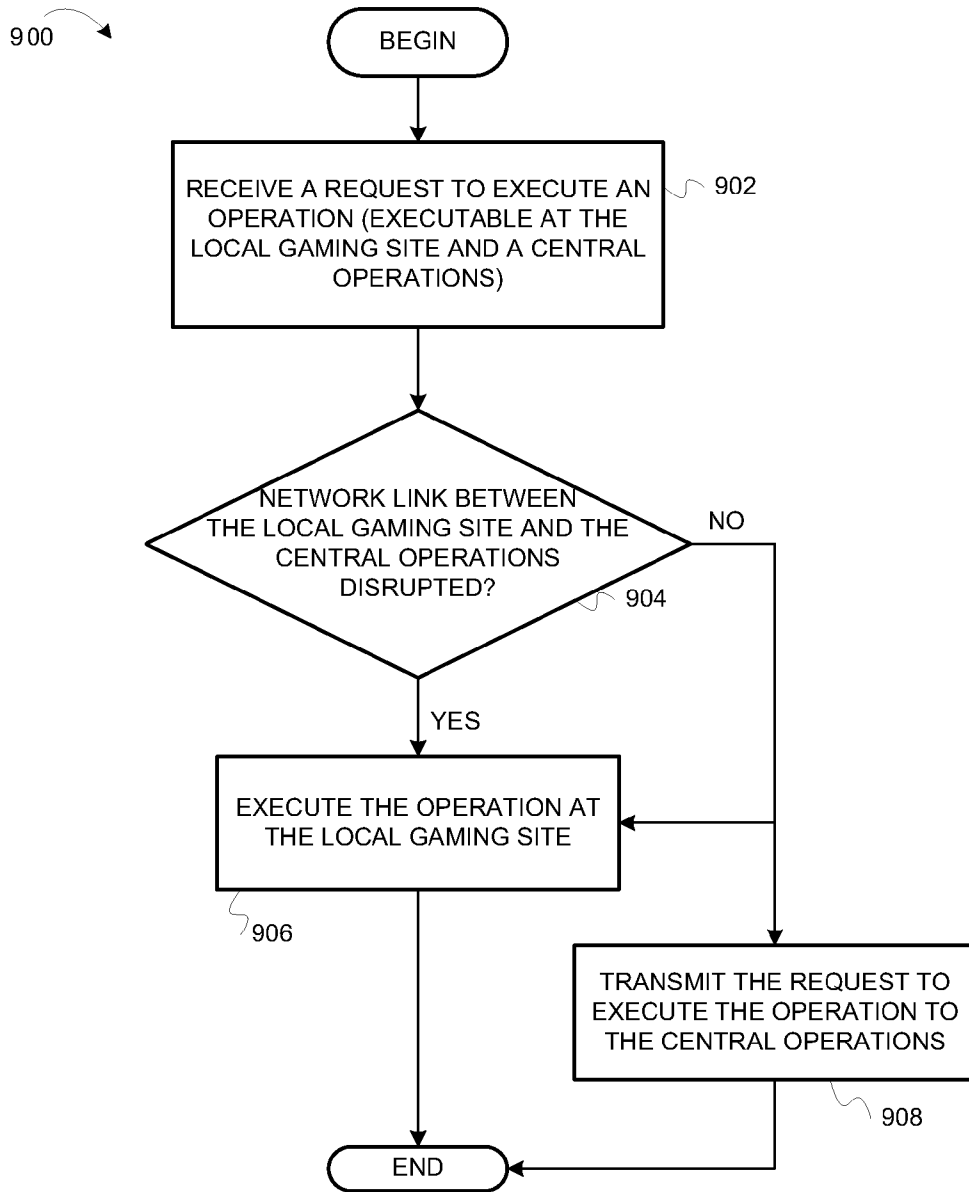 900
BEGIN
RECEIVE A REQUEST TO EXECUTE AN
OPERATION (EXECUTABLE AT THE
LOCAL GAMING SITE AND A CENTRAL
OPERATIONS)
902
NETWORK LINK BETWEEN
THE LOCAL GAMING SITE AND THE
CENTRAL OPERATIONS
DISRUPTED?
NO
904
YES
EXECUTE THE OPERATION AT
THE LOCAL GAMING SITE
906
TRANSMIT THE REQUEST TO
EXECUTE THE OPERATION TO
THE CENTRAL OPERATIONS
908
END